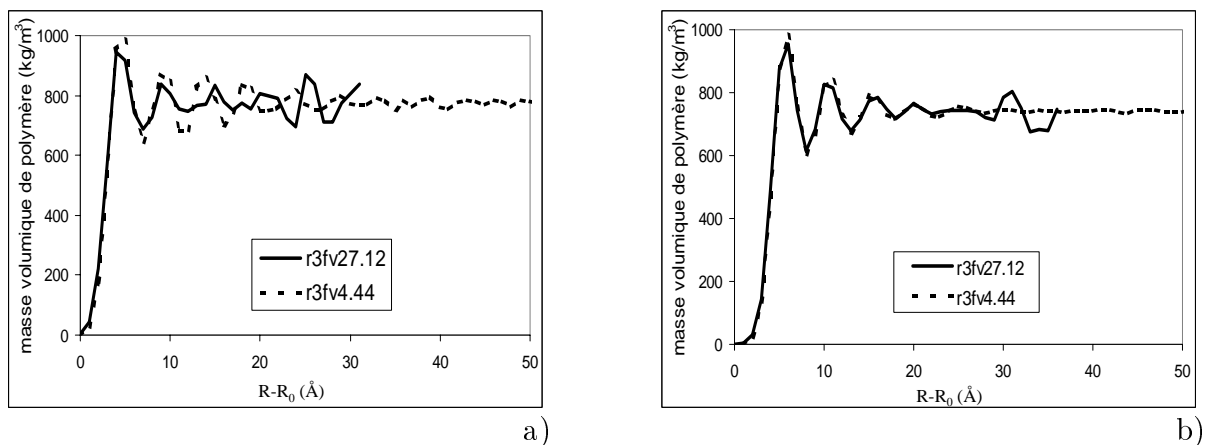 masse volumique de polymère (kg/m³)
1000
800
600
400
200
0
0 10 20 30 40 50
R-R₀ (Å)
r3fv27.12
r3fv4.44
a)
masse volumique de polymère (kg/m³)
1000
800
600
400
200
0
0 10 20 30 40 50
R-R₀ (Å)
r3fv27.12
r3fv4.44
b)